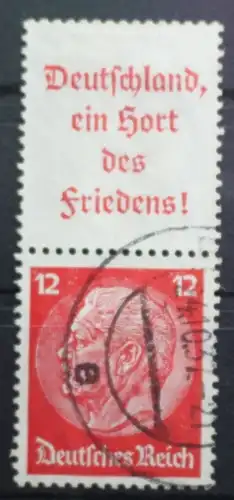 Deutſchland,
ein Hort
des
Friedens!
12 12
Deutſches Reich